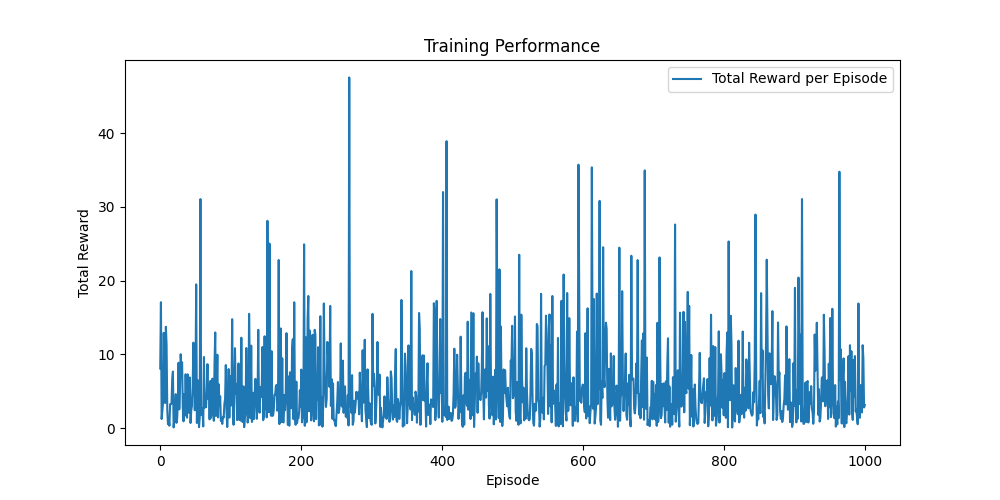 Training Performance
Total Reward per Episode
Total Reward
40
30
20
10
0
0 200 400 600 800 1000
Episode